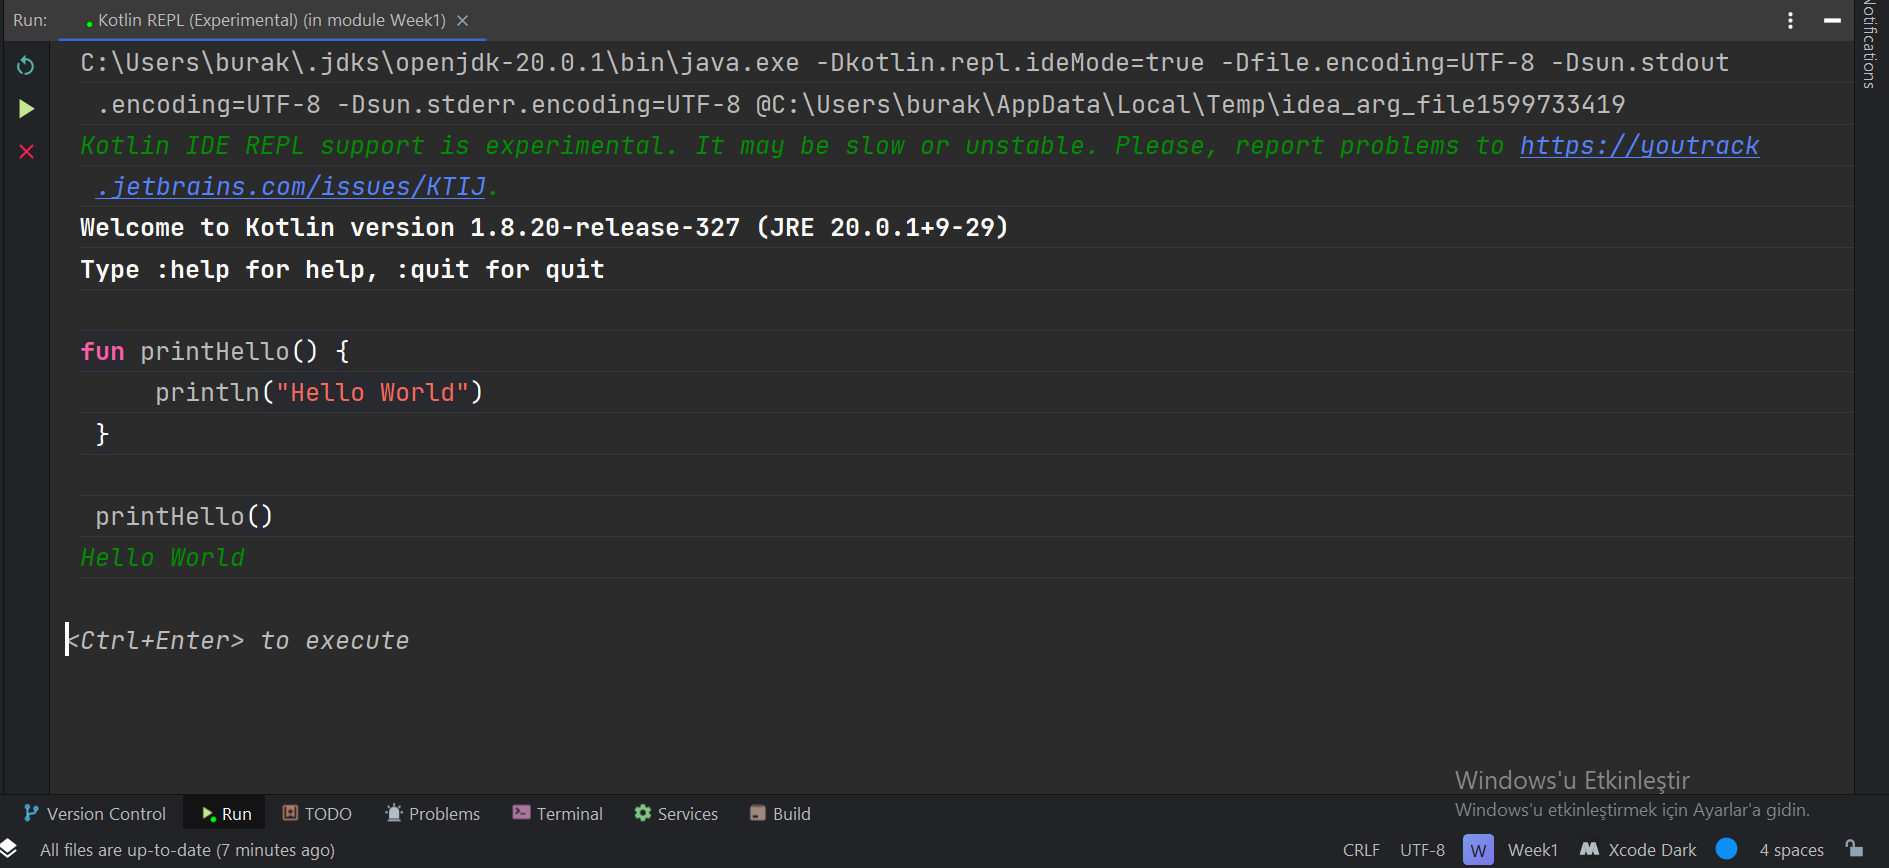 Run: Kotlin REPL (Experimental) (in module Week1)
Notifications
C:\Users\burak\.jdks\openjdk-20.0.1\bin\java.exe -Dkotlin.repl.ideMode=true -Dfile.encoding=UTF-8 -Dsun.stdout
.encoding=UTF-8 -Dsun.stderr.encoding=UTF-8 @C:\Users\burak\AppData\Local\Temp\idea_arg_file1599733419
Kotlin IDE REPL support is experimental. It may be slow or unstable. Please, report problems to https://youtrack
.jetbrains.com/issues/KTIJ.
Welcome to Kotlin version 1.8.20-release-327 (JRE 20.0.1+9-29)
Type :help for help, :quit for quit
fun printHello() {
println("Hello World")
}
printHello()
Hello World
<Ctrl+Enter> to execute
Windows'u Etkinleştir
Windows'u etkinleştirmek için Ayarlar'a gidin.
Version Control Run TODO Problems Terminal Services Build
All files are up-to-date (7 minutes ago) CRLF UTF-8 W Week1 Xcode Dark 4 spaces